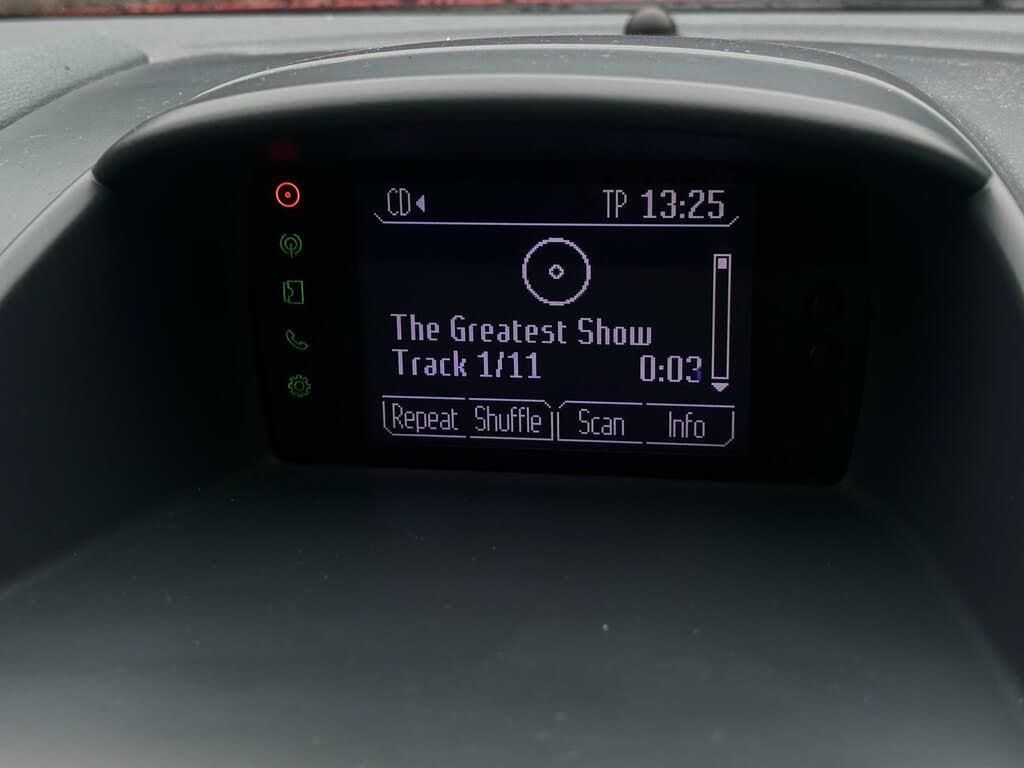 CD TP 13:25
The Greatest Show
Track 1/11 0:03
Repeat Shuffle Scan Info